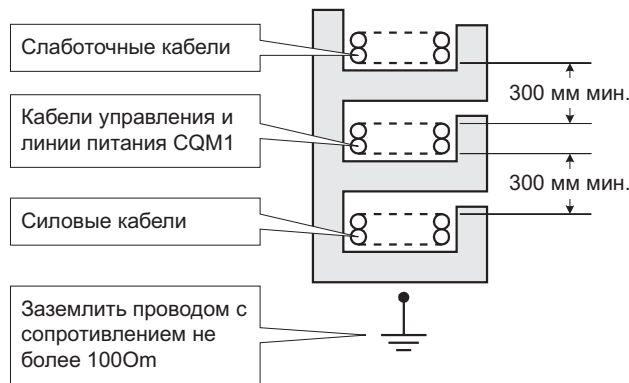 Слаботочные кабели
300 мм мин.
Кабели управления и
линии питания CQM1
300 мм мин.
Силовые кабели
Заземлить проводом с
сопротивлением не
более 100Om